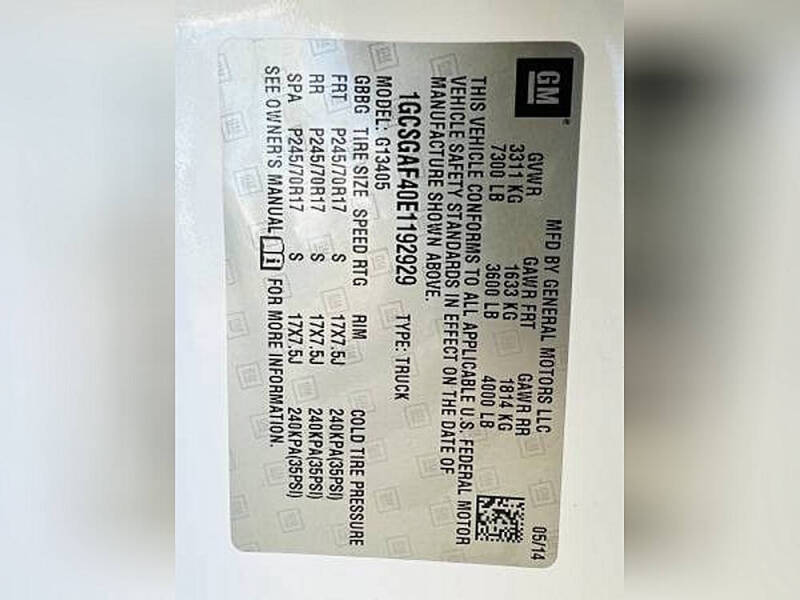 GM
MFD BY GENERAL MOTORS LLC 05/14
GVWR GAWR FRT GAWR RR
3311 KG 1633 KG 1814 KG
7300 LB 3600 LB 4000 LB
THIS VEHICLE CONFORMS TO ALL APPLICABLE U.S. FEDERAL MOTOR
VEHICLE SAFETY STANDARDS IN EFFECT ON THE DATE OF
MANUFACTURE SHOWN ABOVE.
1GCSGAF40E1192929 TYPE: TRUCK
MODEL: G13405
GBBG TIRE SIZE SPEED RTG RIM COLD TIRE PRESSURE
FRT P245/70R17 S 17X7.5J 240KPA(35PSI)
RR P245/70R17 S 17X7.5J 240KPA(35PSI)
SPA P245/70R17 S 17X7.5J 240KPA(35PSI)
SEE OWNER'S MANUAL i FOR MORE INFORMATION.